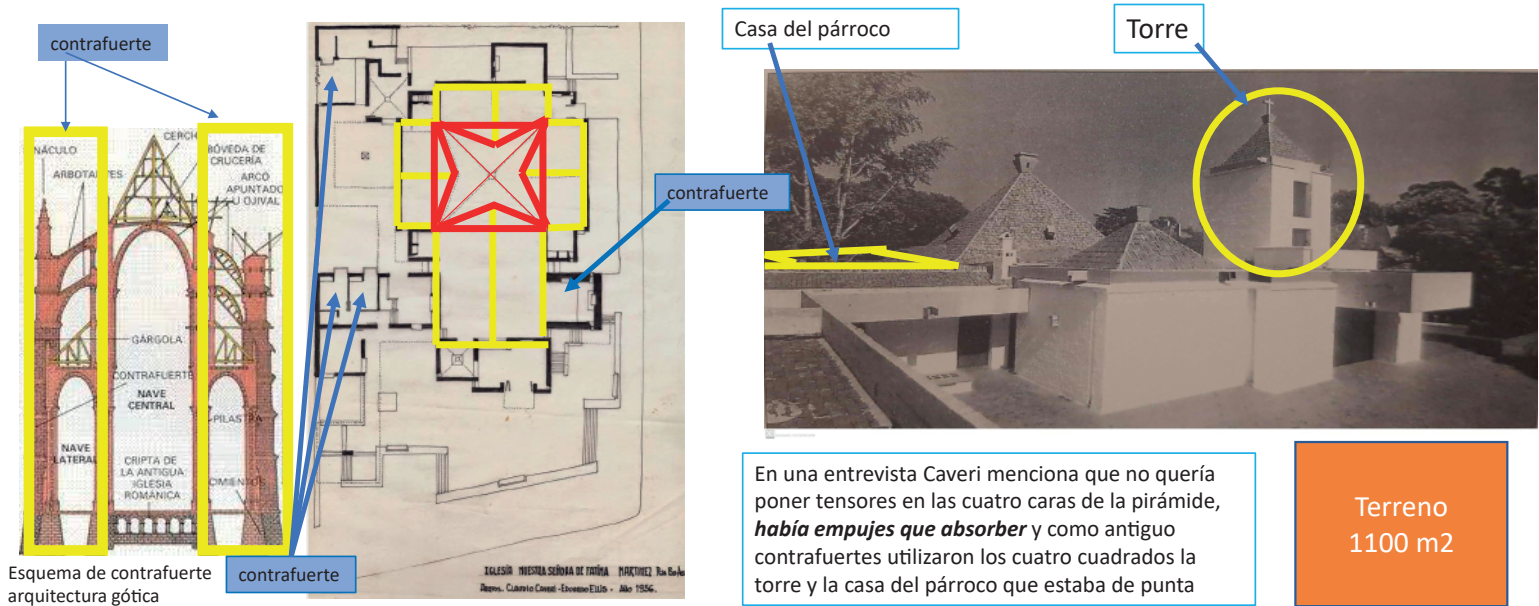 contrafuerte
NÁCULO
ARBOTANTES
CERCH
BÓVEDA DE
CRUCERÍA
ARCO
APUNTADO
U OJIVAL
GÁRGOLA
CONTRAFUERTE
NAVE
CENTRAL
PILASTRA
NAVE
LATERAL
CRIPTA DE
LA ANTIGUA
IGLESIA
ROMÁNICA
CIMIENTOS
Esquema de contrafuerte
arquitectura gótica
contrafuerte
contrafuerte
IGLESIA NUESTRA SEÑORA DE FATIMA MARTINEZ
Arqtos. CLAUDIO CAVERI - EDUARDO ELLIS - Año 1956.
Casa del párroco
Torre
En una entrevista Caveri menciona que no quería
poner tensores en las cuatro caras de la pirámide,
había empujes que absorber y como antiguo
contrafuertes utilizaron los cuatro cuadrados la
torre y la casa del párroco que estaba de punta
Terreno
1100 m2